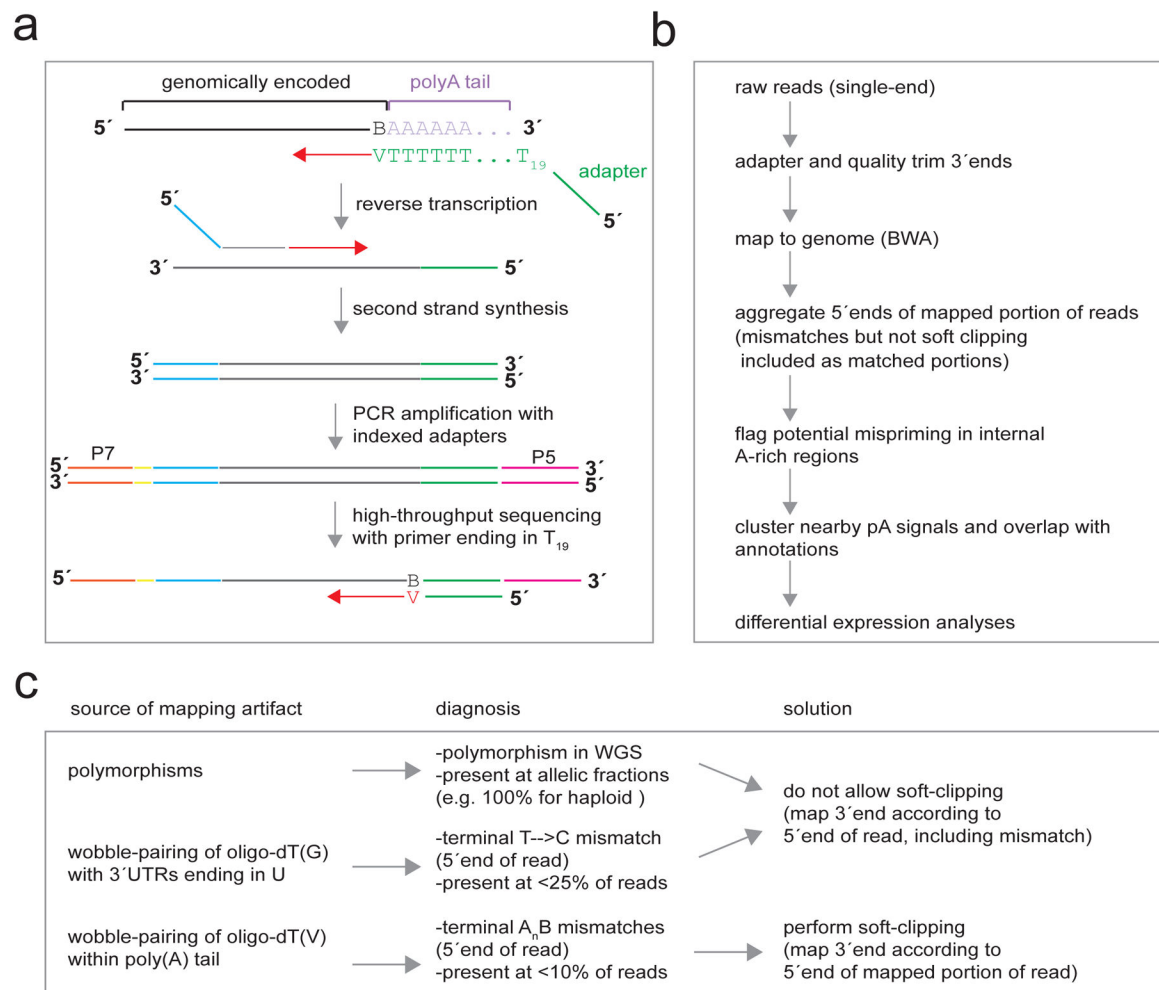 a
genomically encoded
polyA tail
5´
BAAAAAA...
3´
VTTTTTT...T19
adapter
5´
reverse transcription
5´
3´
5´
second strand synthesis
5´
3´
3´
5´
PCR amplification with
indexed adapters
P7
P5
5´
3´
3´
5´
high-throughput sequencing
with primer ending in T19
5´
B
3´
V
5´
b
raw reads (single-end)
adapter and quality trim 3´ends
map to genome (BWA)
aggregate 5´ends of mapped portion of reads
(mismatches but not soft clipping
included as matched portions)
flag potential mispriming in internal
A-rich regions
cluster nearby pA signals and overlap with
annotations
differential expression analyses
c
source of mapping artifact
diagnosis
solution
polymorphisms
-polymorphism in WGS
-present at allelic fractions
(e.g. 100% for haploid )
do not allow soft-clipping
(map 3´end according to
5´end of read, including mismatch)
wobble-pairing of oligo-dT(G)
with 3´UTRs ending in U
-terminal T-->C mismatch
(5´end of read)
-present at <25% of reads
wobble-pairing of oligo-dT(V)
within poly(A) tail
-terminal AnB mismatches
(5´end of read)
-present at <10% of reads
perform soft-clipping
(map 3´end according to
5´end of mapped portion of read)